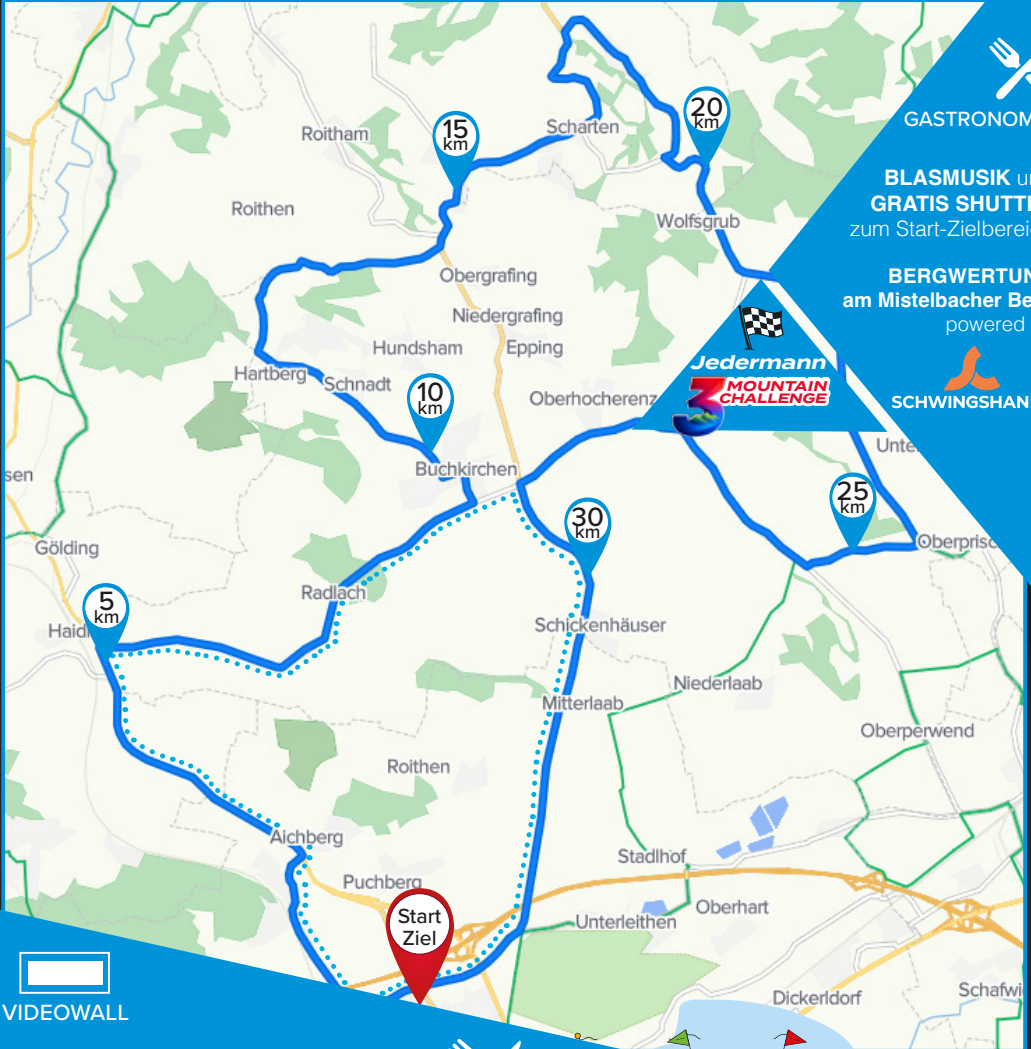 GASTRONOM
BLASMUSIK
GRATIS SHUTT
zum Start-Zielberei
BERGWERTUN
am Mistelbacher Be
powered
SCHWINGSHAN
15
km
20
km
Scharten
Roitham
Roithen
Wolfsgrub
Obergrafing
Niedergrafing
Hundsham
Epping
Jedermann
3 MOUNTAIN
CHALLENGE
Hartberg
Schnadt
10
km
Oberhocherenz
Buchkirchen
Unte
sen
25
km
30
km
Gölding
Oberpris
Radlach
5
km
Haid
Schickenhäuser
Niederlaab
Mitterlaab
Oberperwend
Roithen
Aichberg
Stadlhof
Puchberg
Start
Ziel
Oberhart
Unterleithen
VIDEOWALL
Dickerldorf
Schafwi